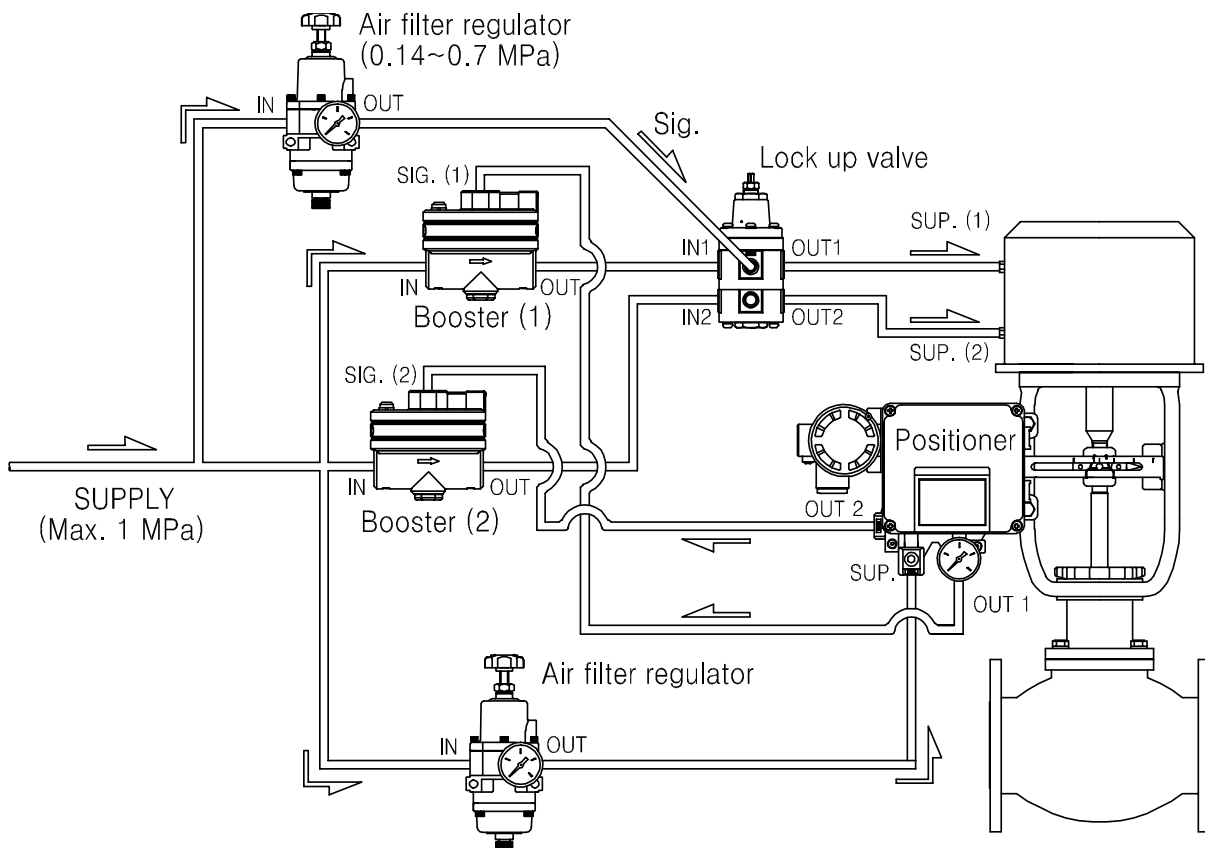 Air filter regulator
(0.14~0.7 MPa)
IN
OUT
Sig.
Lock up valve
SIG. (1)
SUP. (1)
IN1
OUT1
IN
OUT
Booster (1)
IN2
OUT2
SUP. (2)
SIG. (2)
Positioner
SUPPLY
(Max. 1 MPa)
IN
OUT
Booster (2)
OUT 2
SUP.
OUT 1
Air filter regulator
IN
OUT